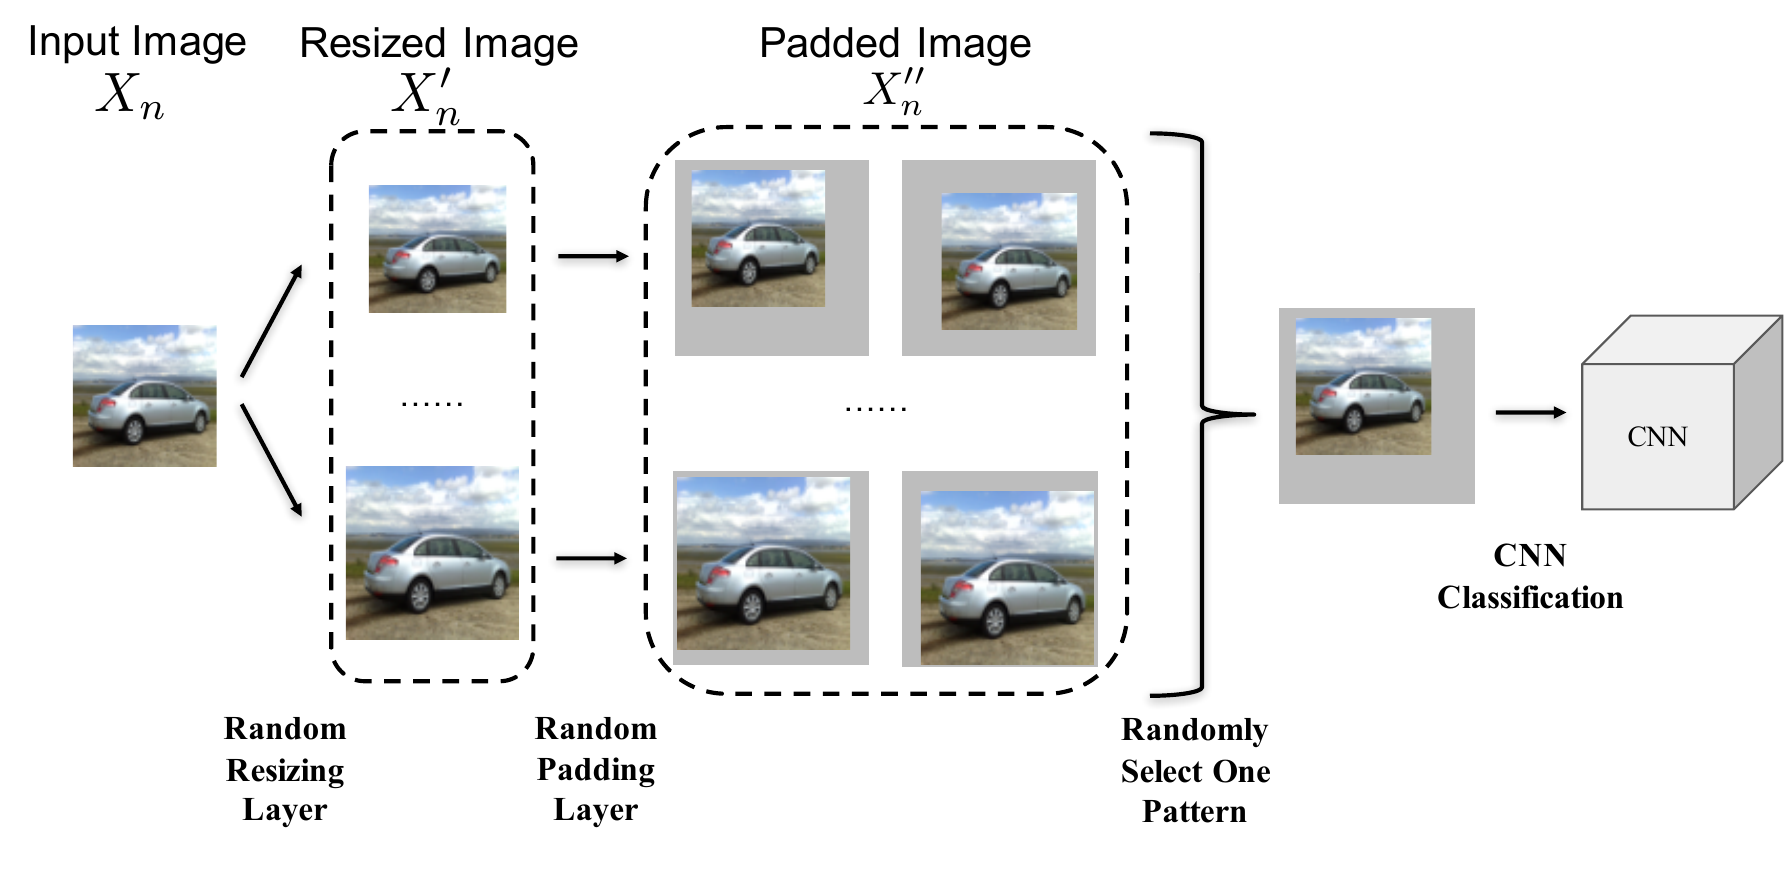 Input Image
Resized Image
Padded Image
Xₙ
X′ₙ
X″ₙ
......
......
CNN
CNN
Classification
Random
Resizing
Layer
Random
Padding
Layer
Randomly
Select One
Pattern